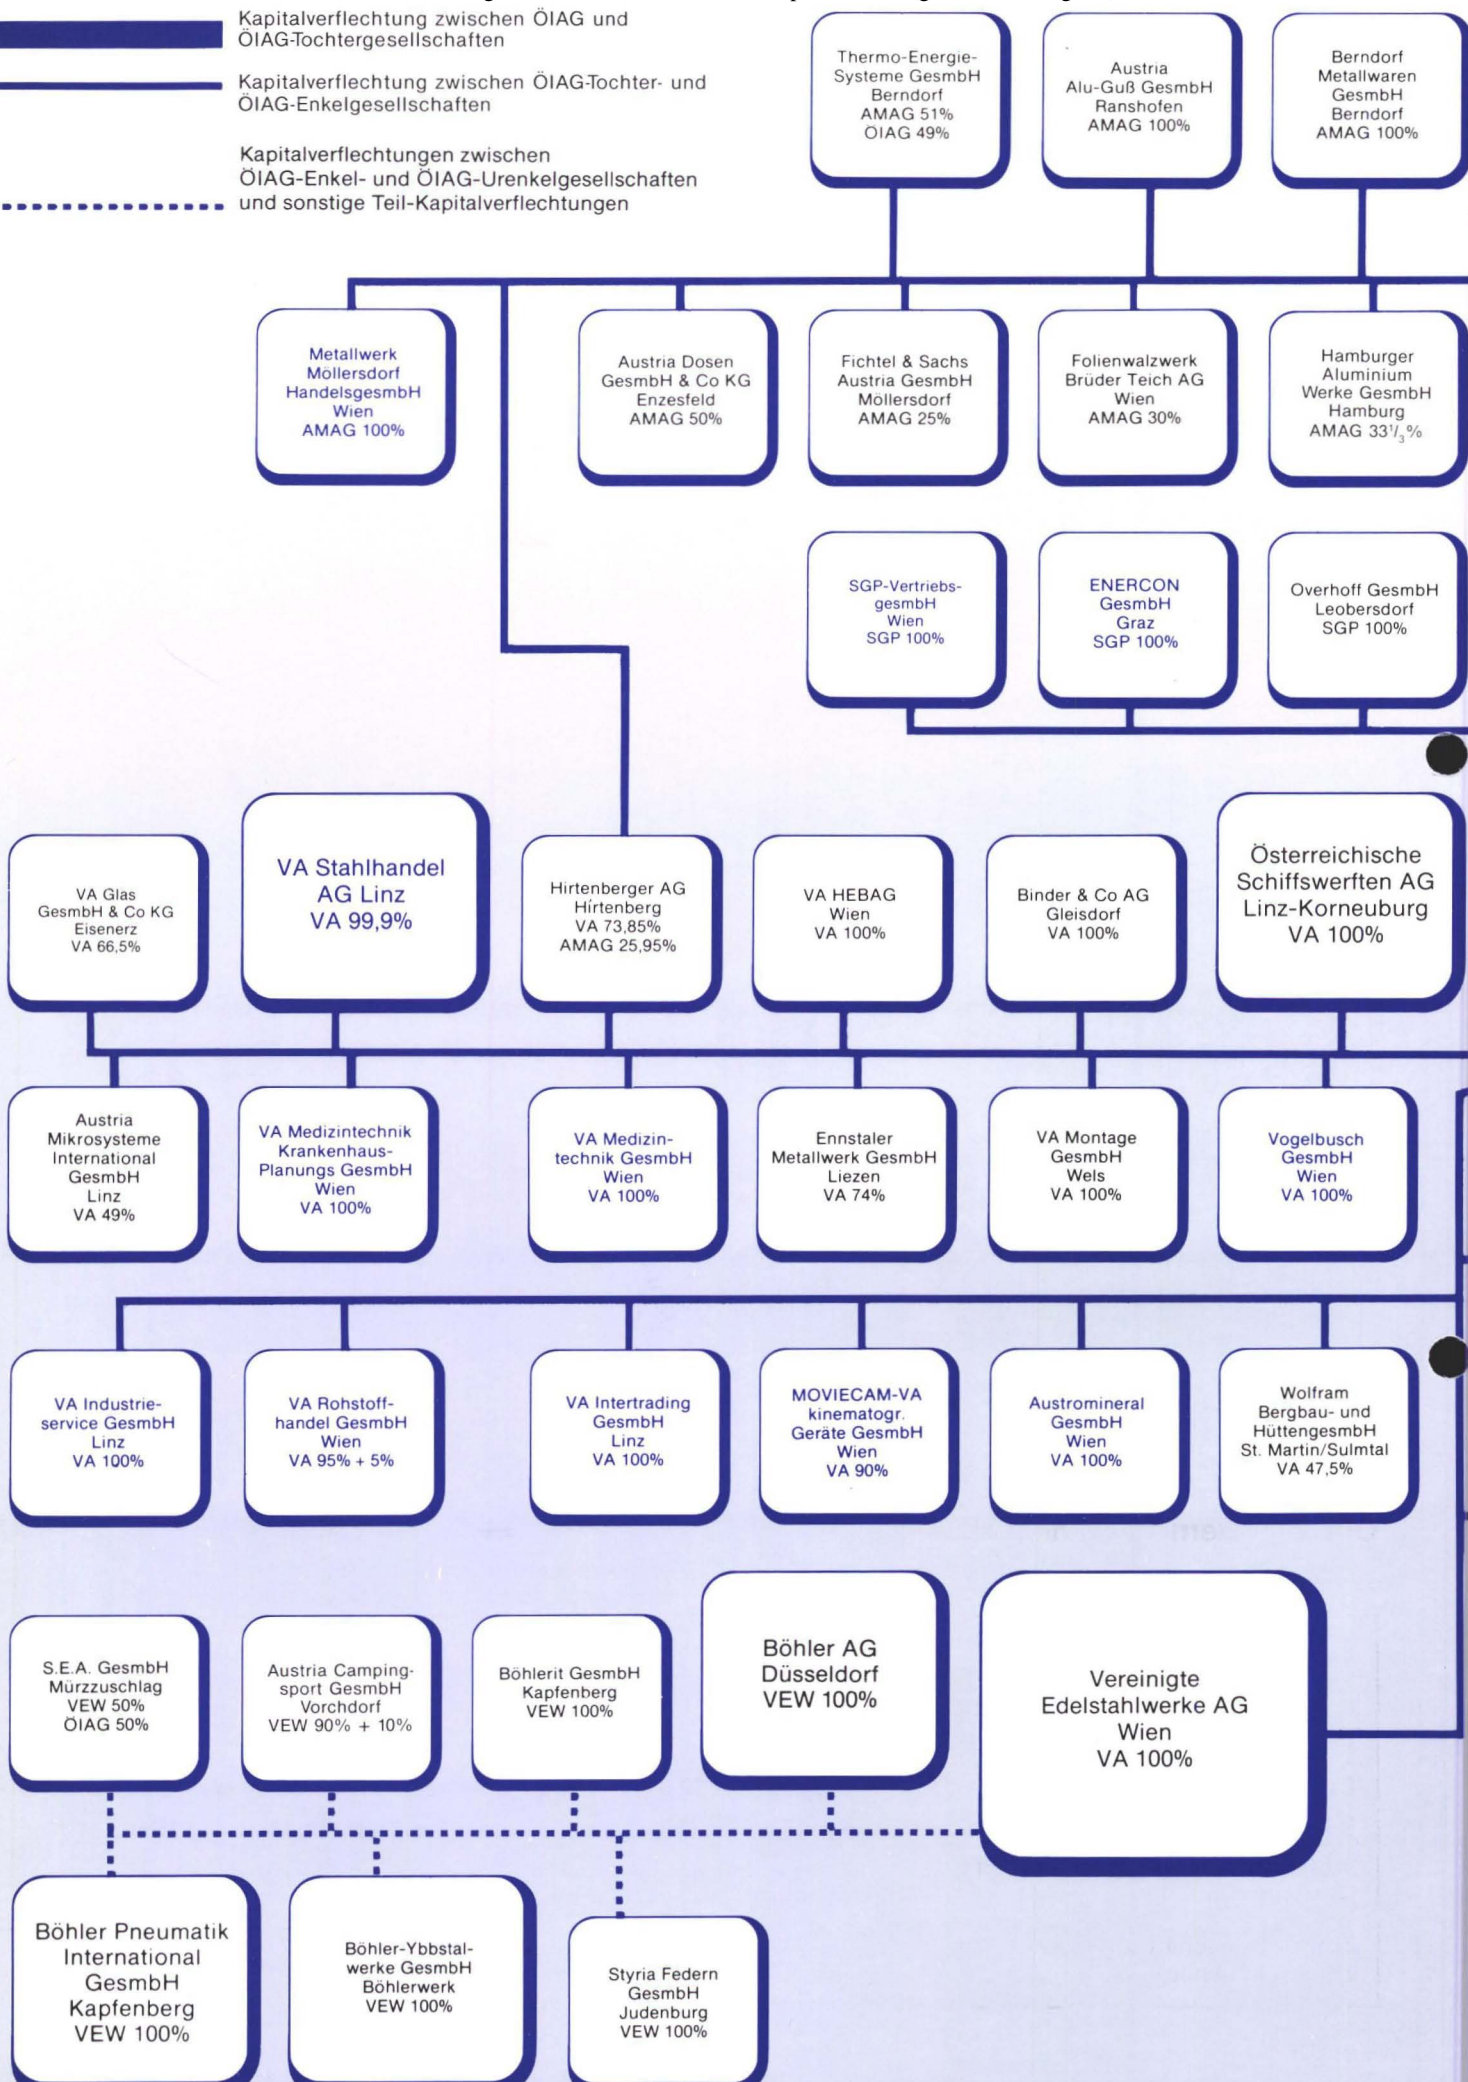 Kapitalverflechtung zwischen ÖIAG und
ÖIAG-Tochtergesellschaften
Kapitalverflechtung zwischen ÖIAG-Tochter- und
ÖIAG-Enkelgesellschaften
Kapitalverflechtungen zwischen
ÖIAG-Enkel- und ÖIAG-Urenkelgesellschaften
und sonstige Teil-Kapitalverflechtungen
Thermo-Energie-
Systeme GesmbH
Berndorf
AMAG 51%
ÖIAG 49%
Austria
Alu-Guß GesmbH
Ranshofen
AMAG 100%
Berndorf
Metallwaren
GesmbH
Berndorf
AMAG 100%
Metallwerk
Möllersdorf
HandelsgesmbH
Wien
AMAG 100%
Austria Dosen
GesmbH & Co KG
Enzesfeld
AMAG 50%
Fichtel & Sachs
Austria GesmbH
Möllersdorf
AMAG 25%
Folienwalzwerk
Brüder Teich AG
Wien
AMAG 30%
Hamburger
Aluminium
Werke GesmbH
Hamburg
AMAG 33 1/3%
SGP-Vertriebs-
gesmbH
Wien
SGP 100%
ENERCON
GesmbH
Graz
SGP 100%
Overhoff GesmbH
Leobersdorf
SGP 100%
VA Glas
GesmbH & Co KG
Eisenerz
VA 66,5%
VA Stahlhandel
AG Linz
VA 99,9%
Hirtenberger AG
Hírtenberg
VA 73,85%
AMAG 25,95%
VA HEBAG
Wien
VA 100%
Binder & Co AG
Gleisdorf
VA 100%
Österreichische
Schiffswerften AG
Linz-Korneuburg
VA 100%
Austria
Mikrosysteme
International
GesmbH
Linz
VA 49%
VA Medizintechnik
Krankenhaus-
Planungs GesmbH
Wien
VA 100%
VA Medizin-
technik GesmbH
Wien
VA 100%
Ennstaler
Metallwerk GesmbH
Liezen
VA 74%
VA Montage
GesmbH
Wels
VA 100%
Vogelbusch
GesmbH
Wien
VA 100%
VA Industrie-
service GesmbH
Linz
VA 100%
VA Rohstoff-
handel GesmbH
Wien
VA 95% + 5%
VA Intertrading
GesmbH
Linz
VA 100%
MOVIECAM-VA
kinematogr.
Geräte GesmbH
Wien
VA 90%
Austromineral
GesmbH
Wien
VA 100%
Wolfram
Bergbau- und
HüttengesmbH
St. Martin/Sulmtal
VA 47,5%
S.E.A. GesmbH
Mürzzuschlag
VEW 50%
ÖIAG 50%
Austria Camping-
sport GesmbH
Vorchdorf
VEW 90% + 10%
Böhlerit GesmbH
Kapfenberg
VEW 100%
Böhler AG
Düsseldorf
VEW 100%
Vereinigte
Edelstahlwerke AG
Wien
VA 100%
Böhler Pneumatik
International
GesmbH
Kapfenberg
VEW 100%
Böhler-Ybbstal-
werke GesmbH
Böhlerwerk
VEW 100%
Styria Federn
GesmbH
Judenburg
VEW 100%